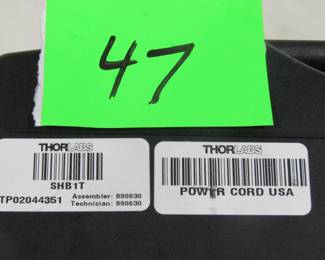 47
THORLABS
SHB1T
TP02044351
Assembler: 890630
Technician: 890630
THORLABS
POWER CORD USA